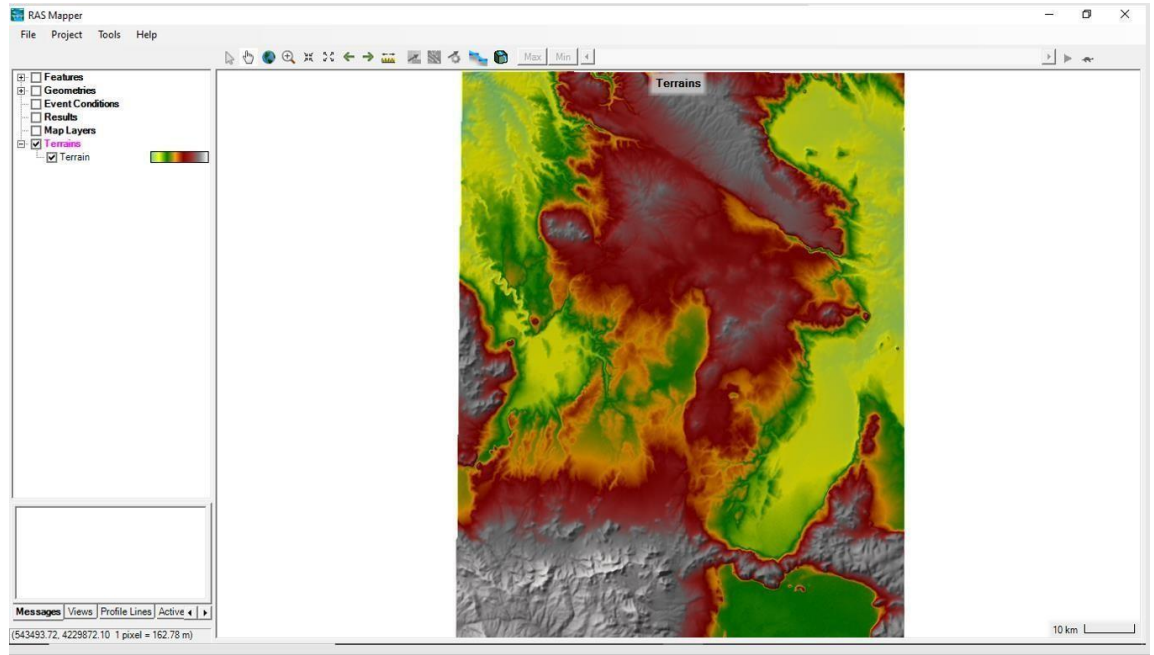 RAS Mapper
File Project Tools Help
Max Min
Terrains
Features
Geometries
Event Conditions
Results
Map Layers
Terrains
Terrain
Messages Views Profile Lines Active
(543493.72, 4229872.10 1 pixel = 162.78 m)
10 km